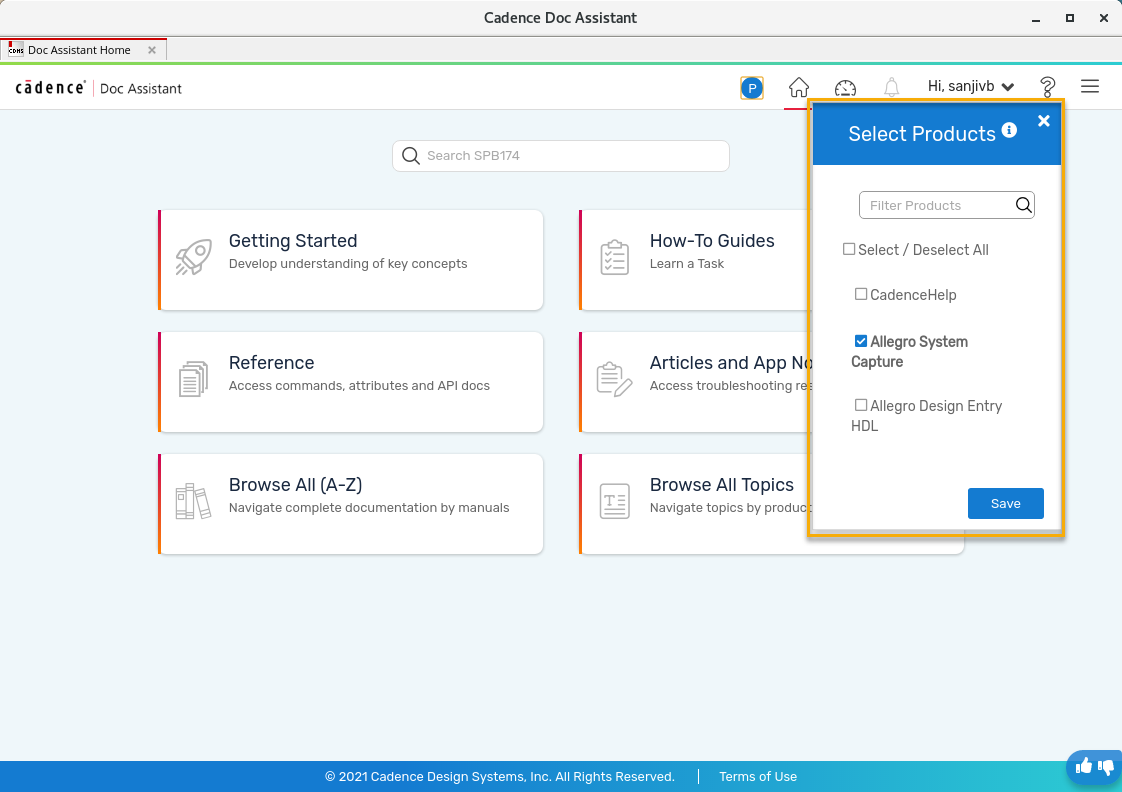 Cadence Doc Assistant
CDMS Doc Assistant Home
cādence® Doc Assistant
P
Hi, sanjivb
Select Products
Search SPB174
Filter Products
Getting Started
Develop understanding of key concepts
How-To Guides
Learn a Task
Select / Deselect All
CadenceHelp
Reference
Access commands, attributes and API docs
Articles and App No
Access troubleshooting re
Allegro System
Capture
Allegro Design Entry
HDL
Browse All (A-Z)
Navigate complete documentation by manuals
Browse All Topics
Navigate topics by produc
Save
© 2021 Cadence Design Systems, Inc. All Rights Reserved. | Terms of Use